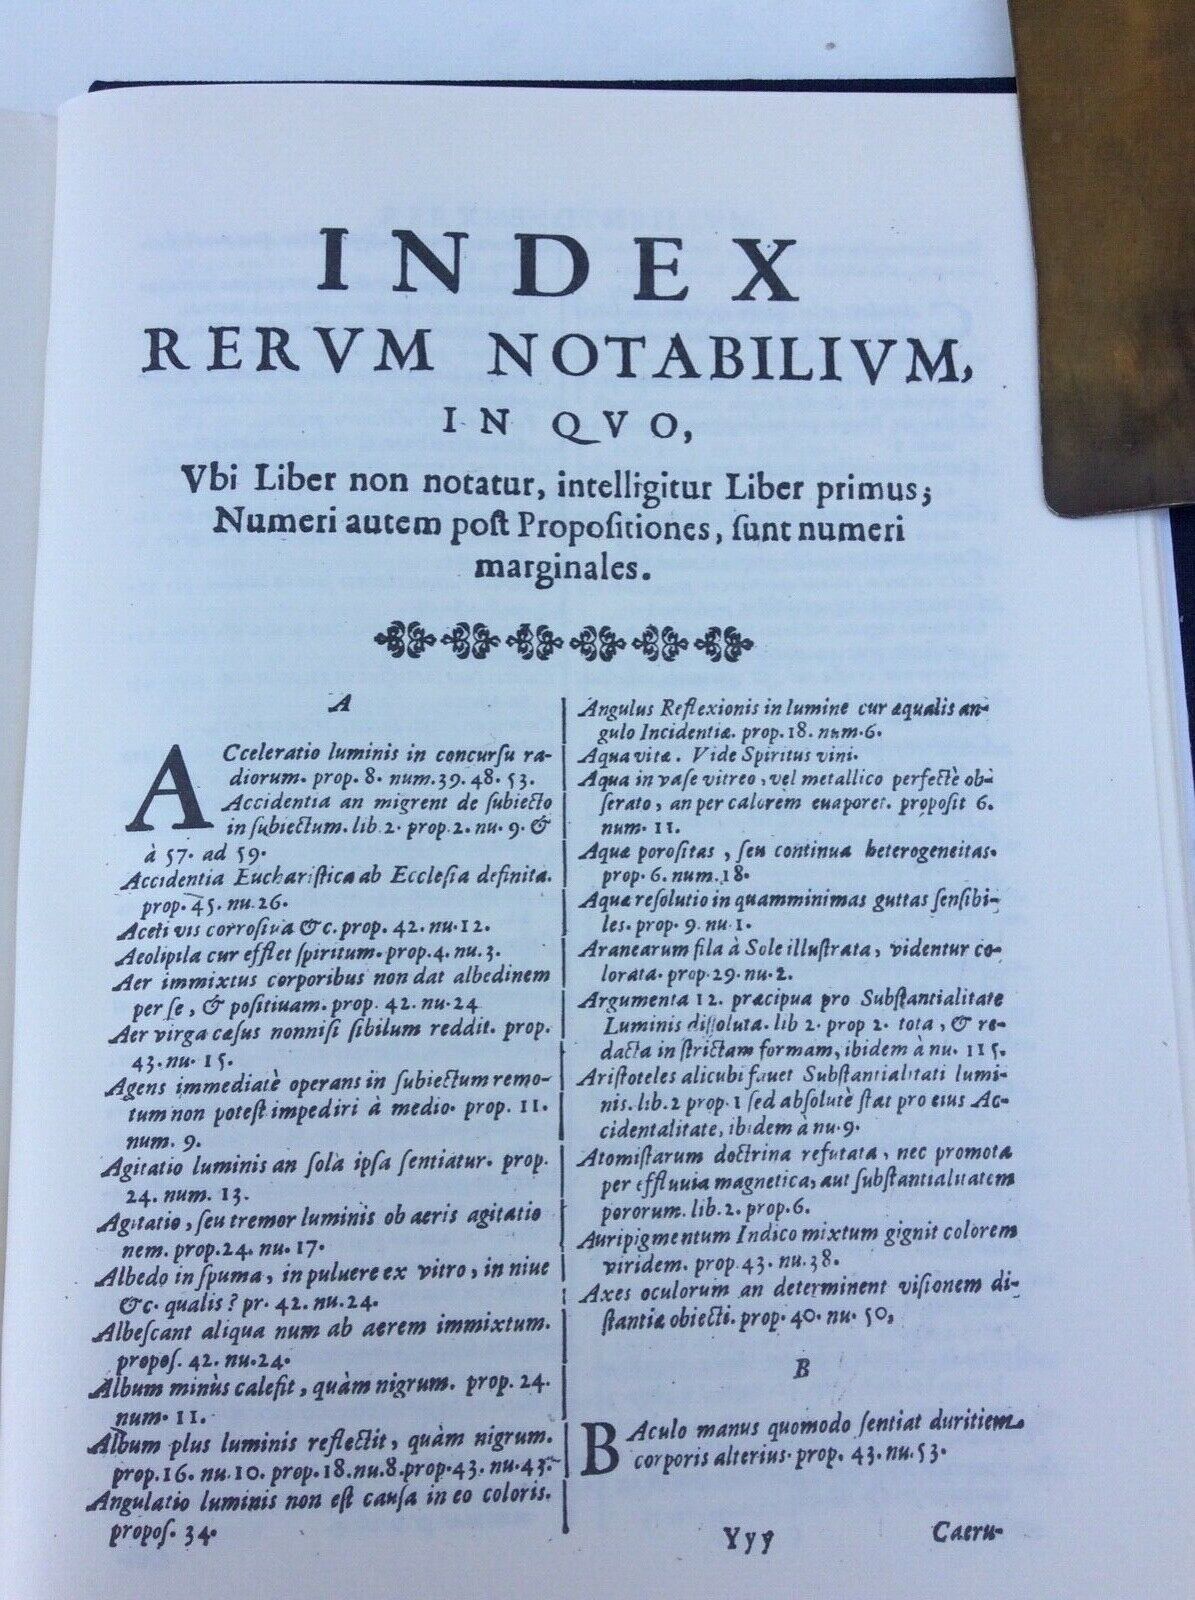 INDEX
RERVM NOTABILIVM,
IN QVO,
Vbi Liber non notatur, intelligitur Liber primus;
Numeri autem poſt Propoſitiones, ſunt numeri
marginales.
A
ACceleratio luminis in concurſu ra-
diorum. prop. 8. num. 39. 48. 53.
Accidentia an migrent de ſubiecto
in ſubiectum. lib. 2. prop. 2. nu. 9. &
à 57. ad 59.
Accidentia Euchariſtica ab Eccleſia definita.
prop. 45. nu. 26.
Aceti vis corroſiua &c. prop. 42. nu. 12.
Aeolipila cur efflet ſpiritum. prop. 4. nu. 3.
Aer immixtus corporibus non dat albedinem
per ſe, & poſitiuam. prop. 42. nu. 24
Aer virga cæſus nonniſi ſibilum reddit. prop.
43. nu. 15.
Agens immediatè operans in ſubiectum remo-
tum non poteſt impediri à medio. prop. 11.
num. 9.
Agitatio luminis an ſola ipſa ſentiatur. prop.
24. num. 13.
Agitatio, ſeu tremor luminis ob aeris agitatio
nem. prop. 24. nu. 17.
Albedo in ſpuma, in puluere ex vitro, in niue
&c. qualis? pr. 42. nu. 24.
Albeſcant aliqua num ab aerem immixtum.
propoſ. 42. nu. 24.
Album minùs calefit, quàm nigrum. prop. 24.
num. 11.
Album plus luminis reflectit, quàm nigrum.
prop. 16. nu. 10. prop. 18. nu. 8. prop. 43. nu. 43.
Angulatio luminis non eſt cauſa in eo coloris.
propoſ. 34.
Angulus Reflexionis in lumine cur æqualis an-
gulo Incidentiæ. prop. 18. num. 6.
Aqua vitæ. Vide Spiritus vini.
Aqua in vaſe vitreo, vel metallico perfectè ob-
ſerato, an per calorem euaporet. propoſit 6.
num. 11.
Aquæ poroſitas, ſeu continua heterogeneitas.
prop. 6. num. 18.
Aquæ reſolutio in quamminimas guttas ſenſibi-
les. prop. 9. nu. 1.
Aranearum fila à Sole illuſtrata, videntur co-
lorata. prop. 29. nu. 2.
Argumenta 12. præcipua pro Subſtantialitate
Luminis diſſoluta. lib 2. prop 2. tota, & re-
dacta in ſtrictam formam, ibidem à nu. 115.
Ariſtoteles alicubi fauet Subſtantialitati lumi-
nis. lib. 2 prop. 1 ſed abſolutè ſtat pro eius Ac-
cidentalitate, ibidem à nu. 9.
Atomiſtarum doctrina refutata, nec promota
per effluuia magnetica, aut ſubſtantialitatem
pororum. lib. 2. prop. 6.
Auripigmentum Indico mixtum gignit colorem
viridem. prop. 43. nu. 38.
Axes oculorum an determinent viſionem di-
ſtantiæ obiecti. prop. 40. nu. 50,
B
BAculo manus quomodo ſentiat duritiem
corporis alterius. prop. 43. nu. 53.
Yyy Caeru-